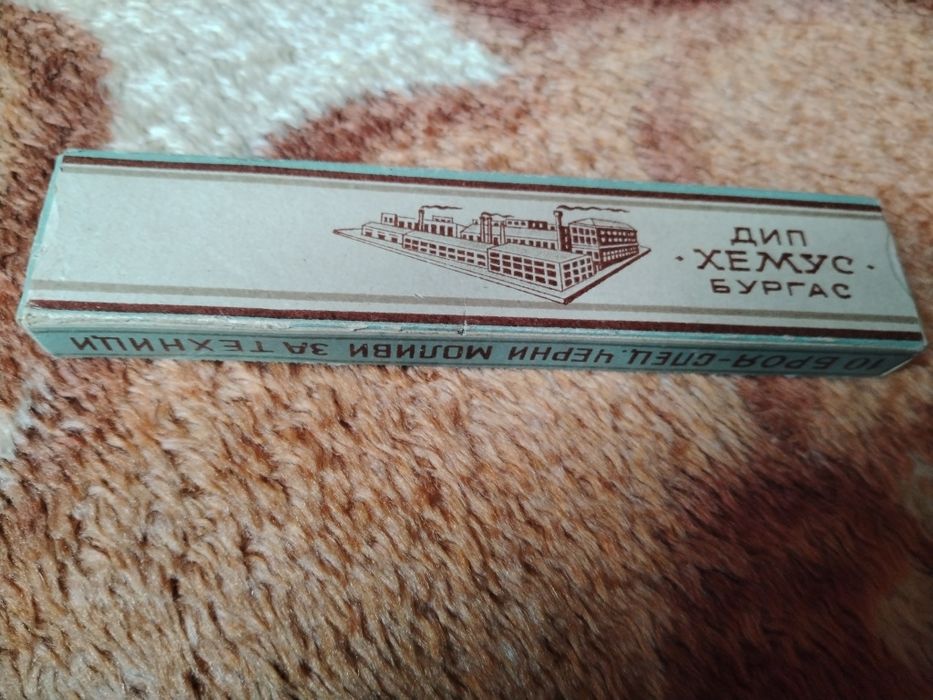 ДИП
· ХЕМУС ·
БУРГАС
10 БРОЯ-СПЕЦ. ЧЕРНИ МОЛИВИ ЗА ТЕХНИЦИ